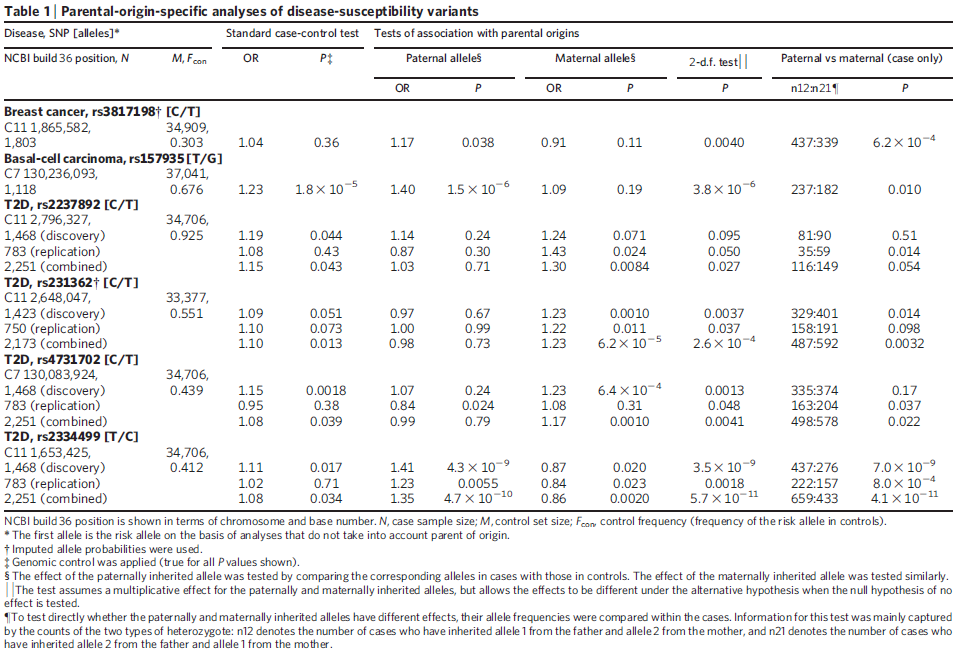 Table 1 | Parental-origin-specific analyses of disease-susceptibility variants
Disease, SNP [alleles]* Standard case-control test Tests of association with parental origins
NCBI build 36 position, N M, Fcon OR P‡ Paternal allele§ Maternal allele§ 2-d.f. test|| Paternal vs maternal (case only)
OR P OR P P n12:n21¶ P
Breast cancer, rs3817198† [C/T]
C11 1,865,582, 34,909,
1,803 0.303 1.04 0.36 1.17 0.038 0.91 0.11 0.0040 437:339 6.2 × 10⁻⁴
Basal-cell carcinoma, rs157935 [T/G]
C7 130,236,093, 37,041,
1,118 0.676 1.23 1.8 × 10⁻⁵ 1.40 1.5 × 10⁻⁶ 1.09 0.19 3.8 × 10⁻⁶ 237:182 0.010
T2D, rs2237892 [C/T]
C11 2,796,327, 34,706,
1,468 (discovery) 0.925 1.19 0.044 1.14 0.24 1.24 0.071 0.095 81:90 0.51
783 (replication) 1.08 0.43 0.87 0.30 1.43 0.024 0.050 35:59 0.014
2,251 (combined) 1.15 0.043 1.03 0.71 1.30 0.0084 0.027 116:149 0.054
T2D, rs231362† [C/T]
C11 2,648,047, 33,377,
1,423 (discovery) 0.551 1.09 0.051 0.97 0.67 1.23 0.0010 0.0037 329:401 0.014
750 (replication) 1.10 0.073 1.00 0.99 1.22 0.011 0.037 158:191 0.098
2,173 (combined) 1.10 0.013 0.98 0.73 1.23 6.2 × 10⁻⁵ 2.6 × 10⁻⁴ 487:592 0.0032
T2D, rs4731702 [C/T]
C7 130,083,924, 34,706,
1,468 (discovery) 0.439 1.15 0.0018 1.07 0.24 1.23 6.4 × 10⁻⁴ 0.0013 335:374 0.17
783 (replication) 0.95 0.38 0.84 0.024 1.08 0.31 0.048 163:204 0.037
2,251 (combined) 1.08 0.039 0.99 0.79 1.17 0.0010 0.0041 498:578 0.022
T2D, rs2334499 [T/C]
C11 1,653,425, 34,706,
1,468 (discovery) 0.412 1.11 0.017 1.41 4.3 × 10⁻⁹ 0.87 0.020 3.5 × 10⁻⁹ 437:276 7.0 × 10⁻⁹
783 (replication) 1.02 0.71 1.23 0.0055 0.84 0.023 0.0018 222:157 8.0 × 10⁻⁴
2,251 (combined) 1.08 0.034 1.35 4.7 × 10⁻¹⁰ 0.86 0.0020 5.7 × 10⁻¹¹ 659:433 4.1 × 10⁻¹¹
NCBI build 36 position is shown in terms of chromosome and base number. N, case sample size; M, control set size; Fcon, control frequency (frequency of the risk allele in controls).
* The first allele is the risk allele on the basis of analyses that do not take into account parent of origin.
† Imputed allele probabilities were used.
‡ Genomic control was applied (true for all P values shown).
§ The effect of the paternally inherited allele was tested by comparing the corresponding alleles in cases with those in controls. The effect of the maternally inherited allele was tested similarly.
||The test assumes a multiplicative effect for the paternally and maternally inherited alleles, but allows the effects to be different under the alternative hypothesis when the null hypothesis of no
effect is tested.
¶To test directly whether the paternally and maternally inherited alleles have different effects, their allele frequencies were compared within the cases. Information for this test was mainly captured
by the counts of the two types of heterozygote: n12 denotes the number of cases who have inherited allele 1 from the father and allele 2 from the mother, and n21 denotes the number of cases who
have inherited allele 2 from the father and allele 1 from the mother.